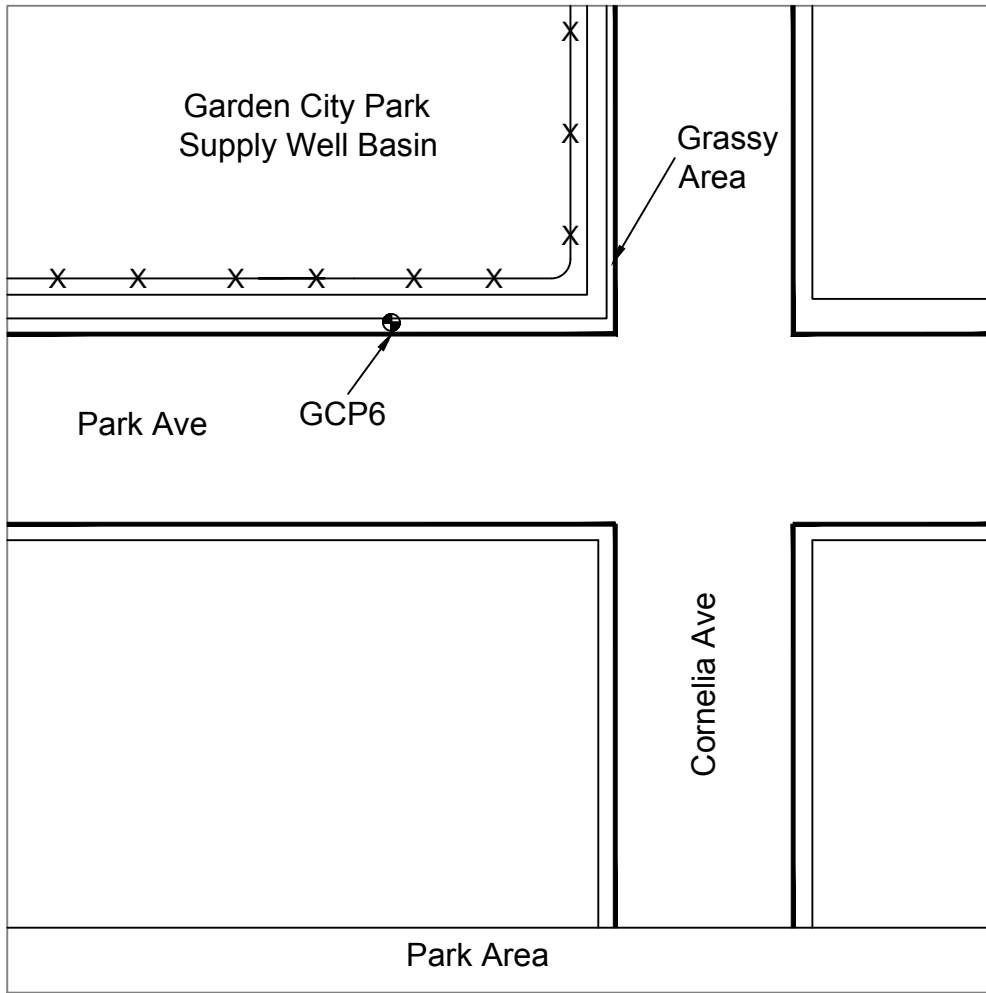 Garden City Park
Supply Well Basin
Grassy
Area
X
X
X
X
X
X
X
X
X
GCP6
Park Ave
Cornelia Ave
Park Area